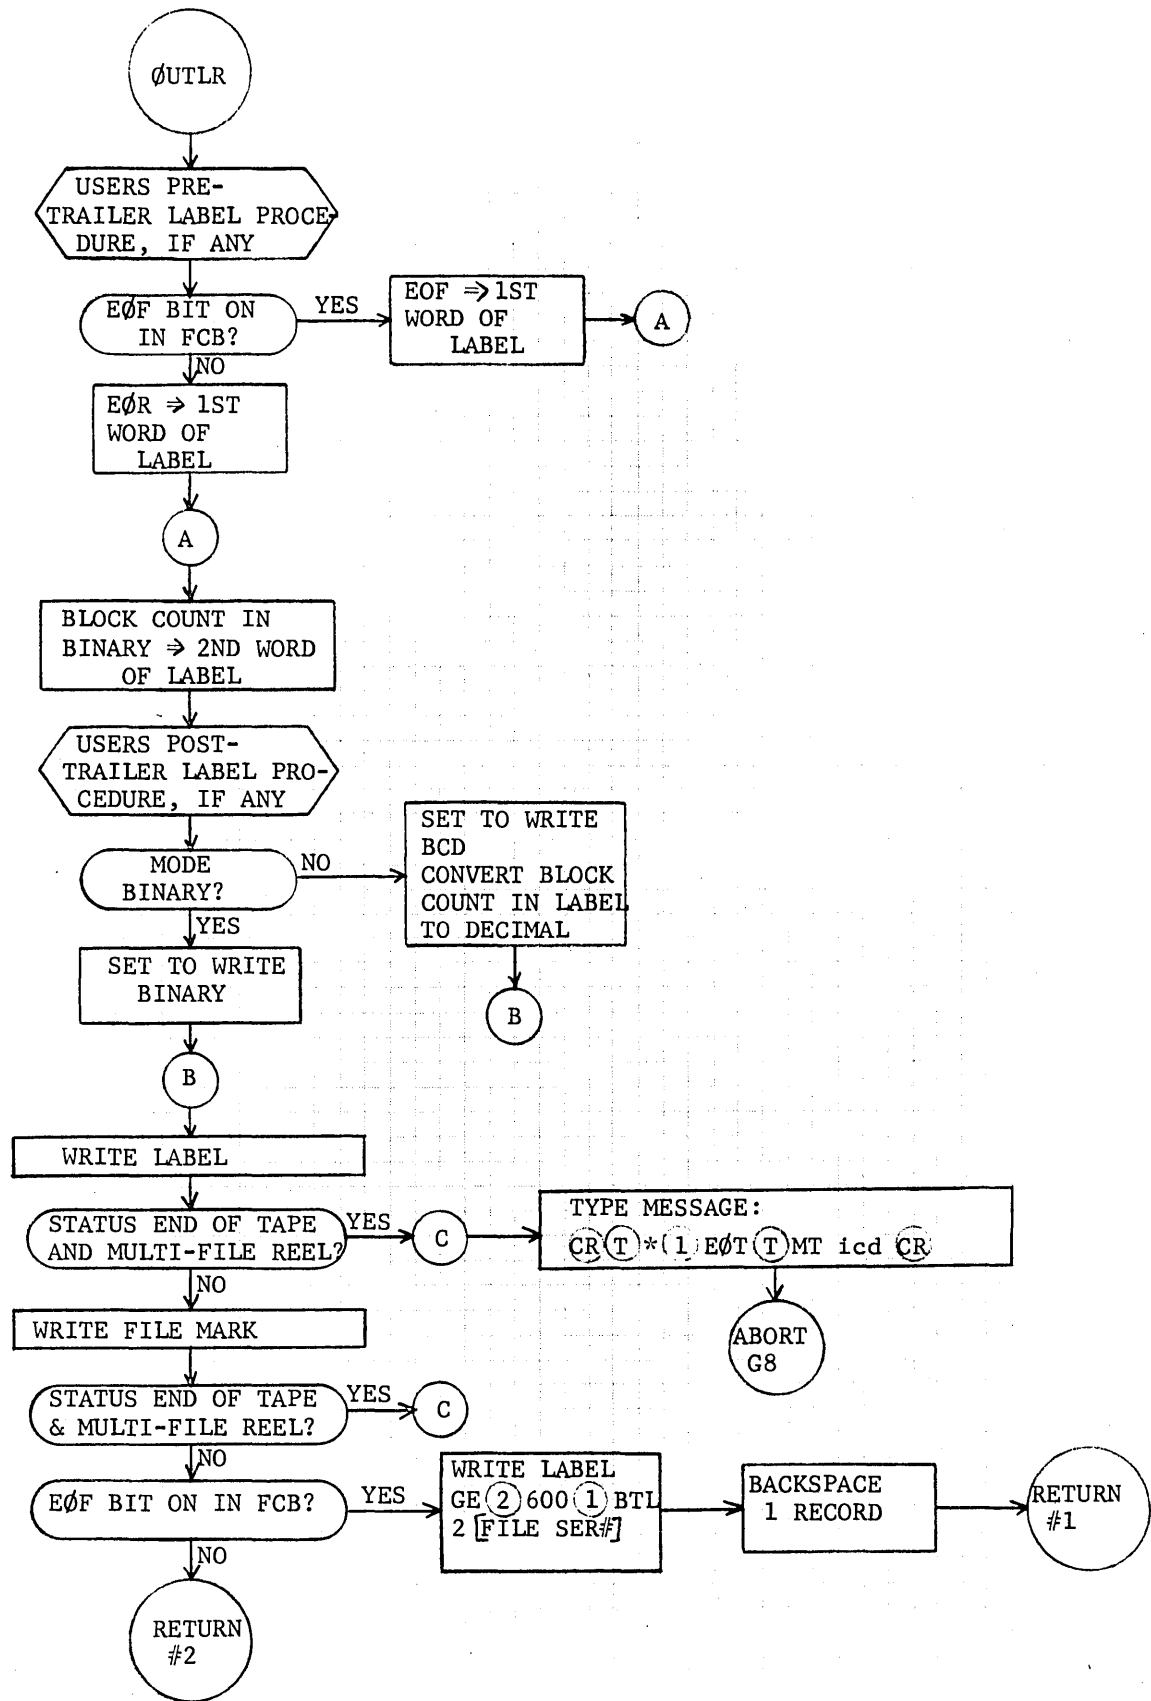 ØUTLR
USERS PRE-
TRAILER LABEL PROCE-
DURE, IF ANY
EØF BIT ON
IN FCB?
YES
EOF ⇒ 1ST
WORD OF
LABEL
A
NO
EØR ⇒ 1ST
WORD OF
LABEL
A
BLOCK COUNT IN
BINARY ⇒ 2ND WORD
OF LABEL
USERS POST-
TRAILER LABEL PRO-
CEDURE, IF ANY
MODE
BINARY?
NO
SET TO WRITE
BCD
CONVERT BLOCK
COUNT IN LABEL
TO DECIMAL
B
YES
SET TO WRITE
BINARY
B
WRITE LABEL
STATUS END OF TAPE
AND MULTI-FILE REEL?
YES
C
TYPE MESSAGE:
CR T *(1) EØT T MT icd CR
ABORT
G8
NO
WRITE FILE MARK
STATUS END OF TAPE
& MULTI-FILE REEL?
YES
C
NO
EØF BIT ON IN FCB?
YES
WRITE LABEL
GE 2 600 1 BTL
2 [FILE SER#]
BACKSPACE
1 RECORD
RETURN
#1
NO
RETURN
#2